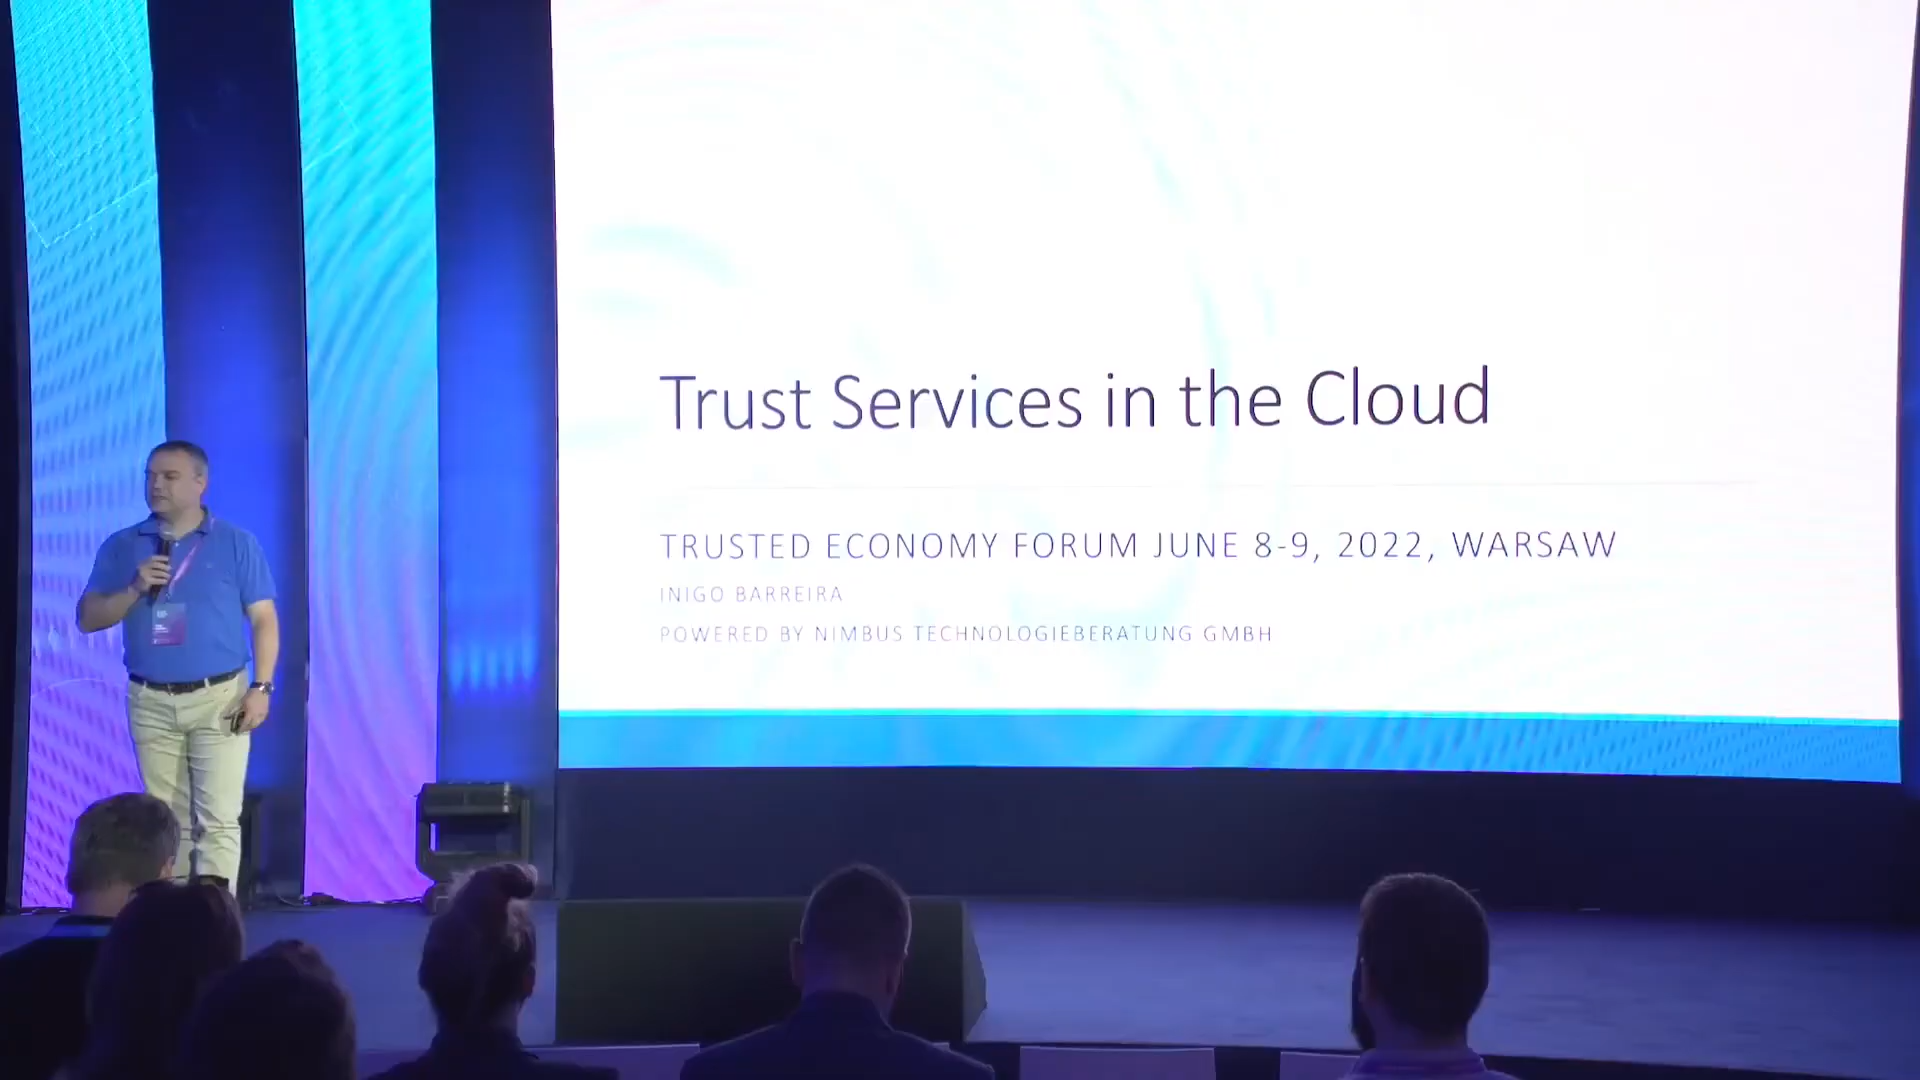 Trust Services in the Cloud
TRUSTED ECONOMY FORUM JUNE 8-9, 2022, WARSAW
INIGO BARREIRA
POWERED BY NIMBUS TECHNOLOGIEBERATUNG GMBH